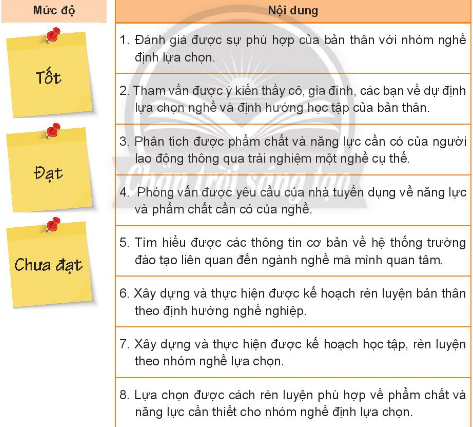 Mức độ
Nội dung
Tốt
Đạt
Chưa đạt
1. Đánh giá được sự phù hợp của bản thân với nhóm nghề
định lựa chọn.
2. Tham vấn được ý kiến thầy cô, gia đình, các bạn về dự định
lựa chọn nghề và định hướng học tập của bản thân.
3. Phân tích được phẩm chất và năng lực cần có của người
lao động thông qua trải nghiệm một nghề cụ thể.
4. Phỏng vấn được yêu cầu của nhà tuyển dụng về năng lực
và phẩm chất cần có của nghề.
5. Tìm hiểu được các thông tin cơ bản về hệ thống trường
đào tạo liên quan đến ngành nghề mà mình quan tâm.
6. Xây dựng và thực hiện được kế hoạch rèn luyện bản thân
theo định hướng nghề nghiệp.
7. Xây dựng và thực hiện được kế hoạch học tập, rèn luyện
theo nhóm nghề lựa chọn.
8. Lựa chọn được cách rèn luyện phù hợp về phẩm chất và
năng lực cần thiết cho nhóm nghề định lựa chọn.
Chân trời sáng tạo